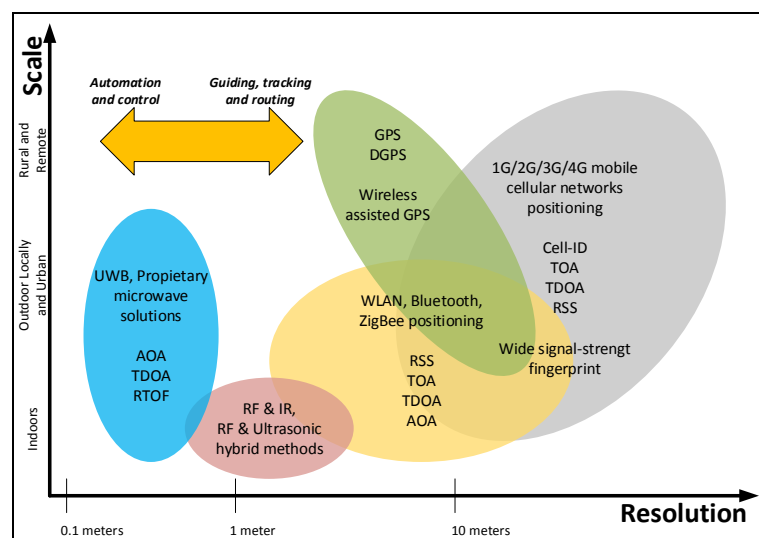 Scale
Automation
and control
Guiding, tracking
and routing
Rural and
Remote
Outdoor Locally
and Urban
Indoors
GPS
DGPS
Wireless
assisted GPS
1G/2G/3G/4G mobile
cellular networks
positioning
Cell-ID
TOA
TDOA
RSS
Wide signal-strengt
fingerprint
UWB, Propietary
microwave
solutions
AOA
TDOA
RTOF
WLAN, Bluetooth,
ZigBee positioning
RSS
TOA
TDOA
AOA
RF & IR,
RF & Ultrasonic
hybrid methods
0.1 meters
1 meter
10 meters
Resolution